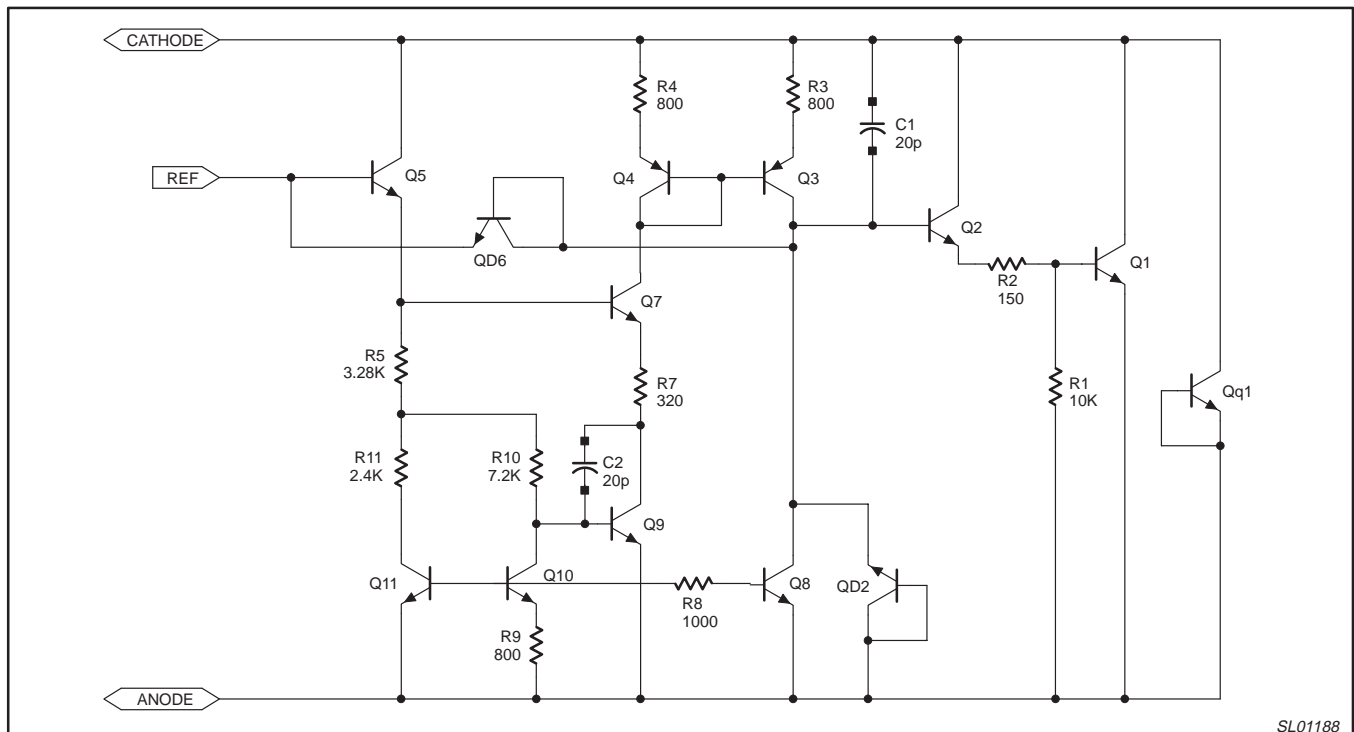 CATHODE
R4
800
R3
800
C1
20p
REF
Q5
Q4
Q3
Q2
QD6
Q1
R2
150
Q7
R5
3.28K
R7
320
R1
10K
Qq1
R11
2.4K
R10
7.2K
C2
20p
Q9
Q11
Q10
Q8
QD2
R8
1000
R9
800
ANODE
SL01188